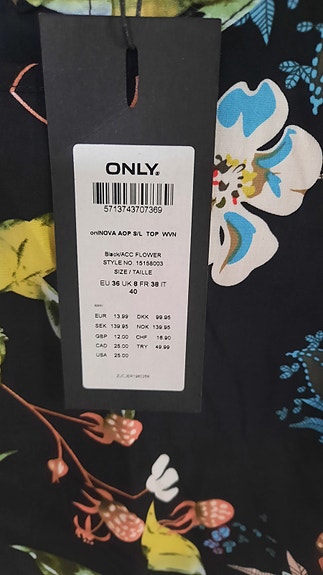 ONLY®
5713743707369
onlNOVA AOP S/L TOP WVN
Black/ACC FLOWER
STYLE NO. 15158003
SIZE / TAILLE
EU 36 UK 8 FR 38 IT
40
EUR 13.99 DKK 99.95
SEK 139.95 NOK 139.95
GBP 12.00 CHF 16.90
CAD 25.00 TRY 49.99
USA 25.00